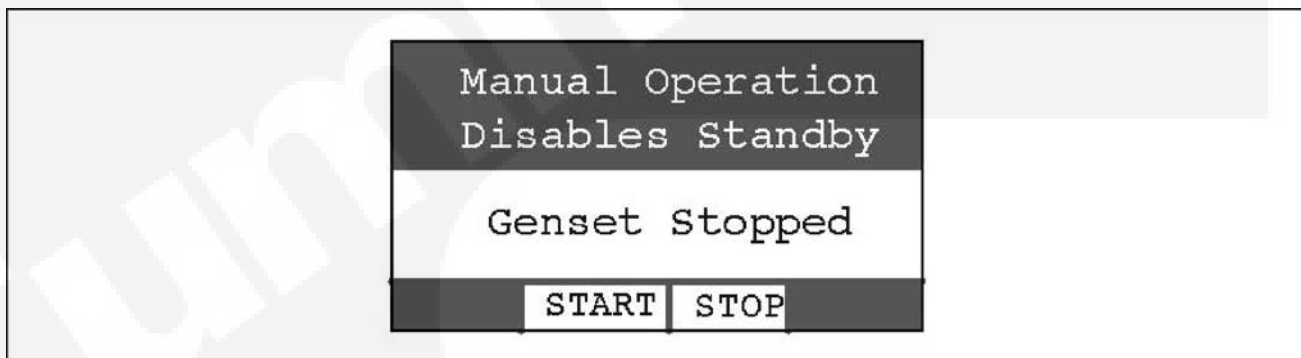 Manual Operation
Disables Standby
Genset Stopped
START STOP